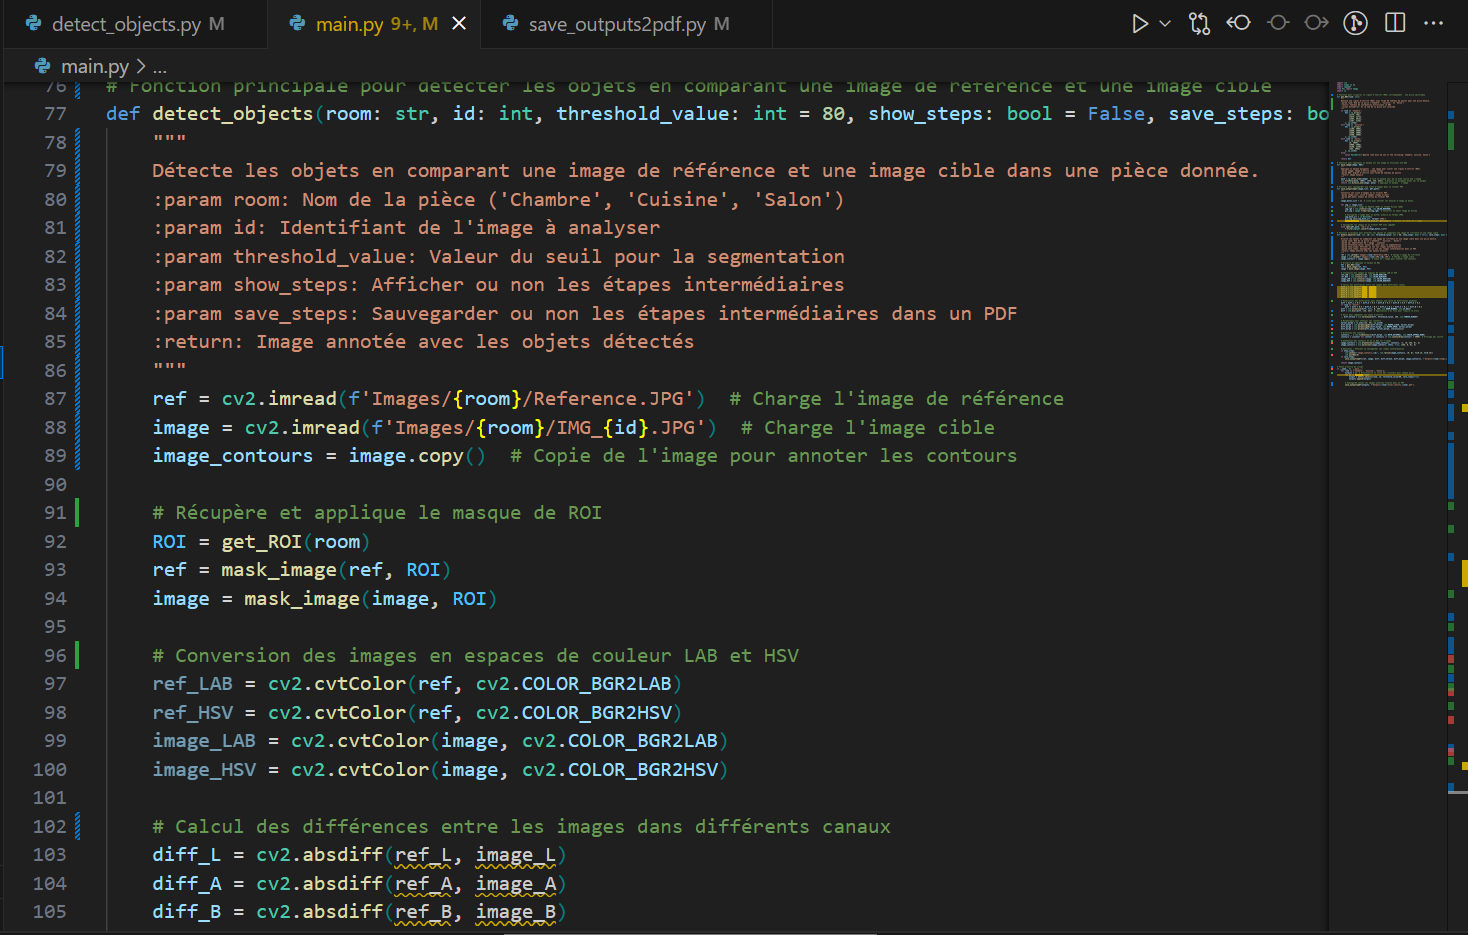 detect_objects.py M
main.py 9+, M
save_outputs2pdf.py M
main.py > ...
76 # Fonction principale pour détecter les objets en comparant une image de référence et une image cible
77 def detect_objects(room: str, id: int, threshold_value: int = 80, show_steps: bool = False, save_steps: bo
78 """
79 Détecte les objets en comparant une image de référence et une image cible dans une pièce donnée.
80 :param room: Nom de la pièce ('Chambre', 'Cuisine', 'Salon')
81 :param id: Identifiant de l'image à analyser
82 :param threshold_value: Valeur du seuil pour la segmentation
83 :param show_steps: Afficher ou non les étapes intermédiaires
84 :param save_steps: Sauvegarder ou non les étapes intermédiaires dans un PDF
85 :return: Image annotée avec les objets détectés
86 """
87 ref = cv2.imread(f'Images/{room}/Reference.JPG')  # Charge l'image de référence
88 image = cv2.imread(f'Images/{room}/IMG_{id}.JPG')  # Charge l'image cible
89 image_contours = image.copy()  # Copie de l'image pour annoter les contours
90
91 # Récupère et applique le masque de ROI
92 ROI = get_ROI(room)
93 ref = mask_image(ref, ROI)
94 image = mask_image(image, ROI)
95
96 # Conversion des images en espaces de couleur LAB et HSV
97 ref_LAB = cv2.cvtColor(ref, cv2.COLOR_BGR2LAB)
98 ref_HSV = cv2.cvtColor(ref, cv2.COLOR_BGR2HSV)
99 image_LAB = cv2.cvtColor(image, cv2.COLOR_BGR2LAB)
100 image_HSV = cv2.cvtColor(image, cv2.COLOR_BGR2HSV)
101
102 # Calcul des différences entre les images dans différents canaux
103 diff_L = cv2.absdiff(ref_L, image_L)
104 diff_A = cv2.absdiff(ref_A, image_A)
105 diff_B = cv2.absdiff(ref_B, image_B)